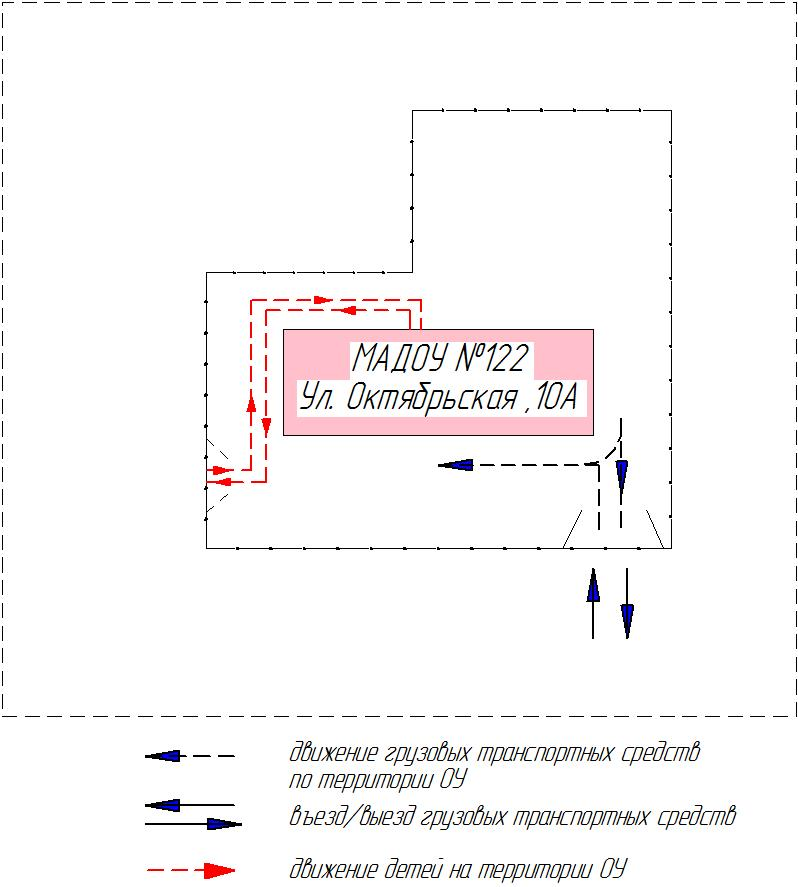 МАДОУ №122
Ул. Октябрьская ,10А
движение грузовых транспортных средств
по территории ОУ
въезд/выезд грузовых транспортных средств
движение детей на территории ОУ